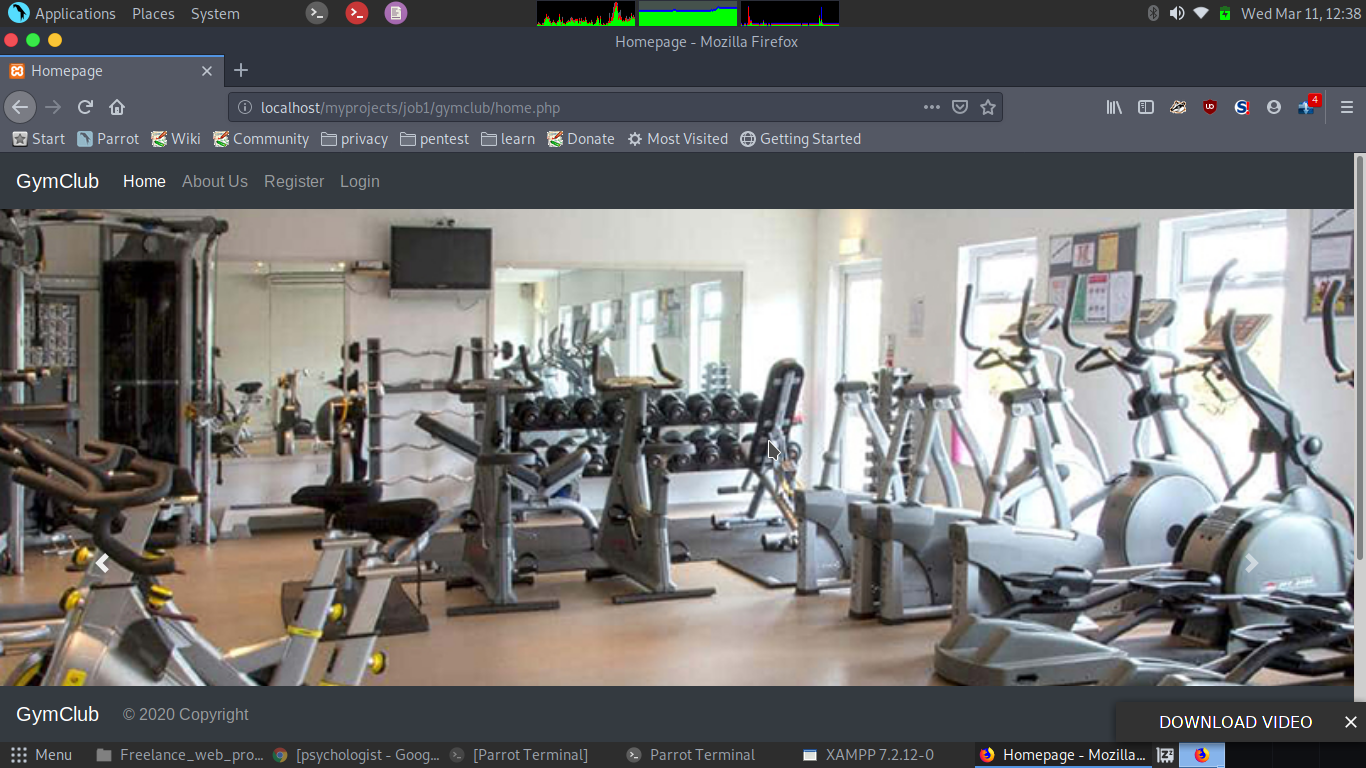 Applications Places System Wed Mar 11, 12:38
Homepage - Mozilla Firefox
Homepage
localhost/myprojects/job1/gymclub/home.php
4
Start Parrot Wiki Community privacy pentest learn Donate Most Visited Getting Started
GymClub Home About Us Register Login
GymClub © 2020 Copyright
DOWNLOAD VIDEO
Menu Freelance_web_pro... [psychologist - Goog... [Parrot Terminal] Parrot Terminal XAMPP 7.2.12-0 Homepage - Mozilla...